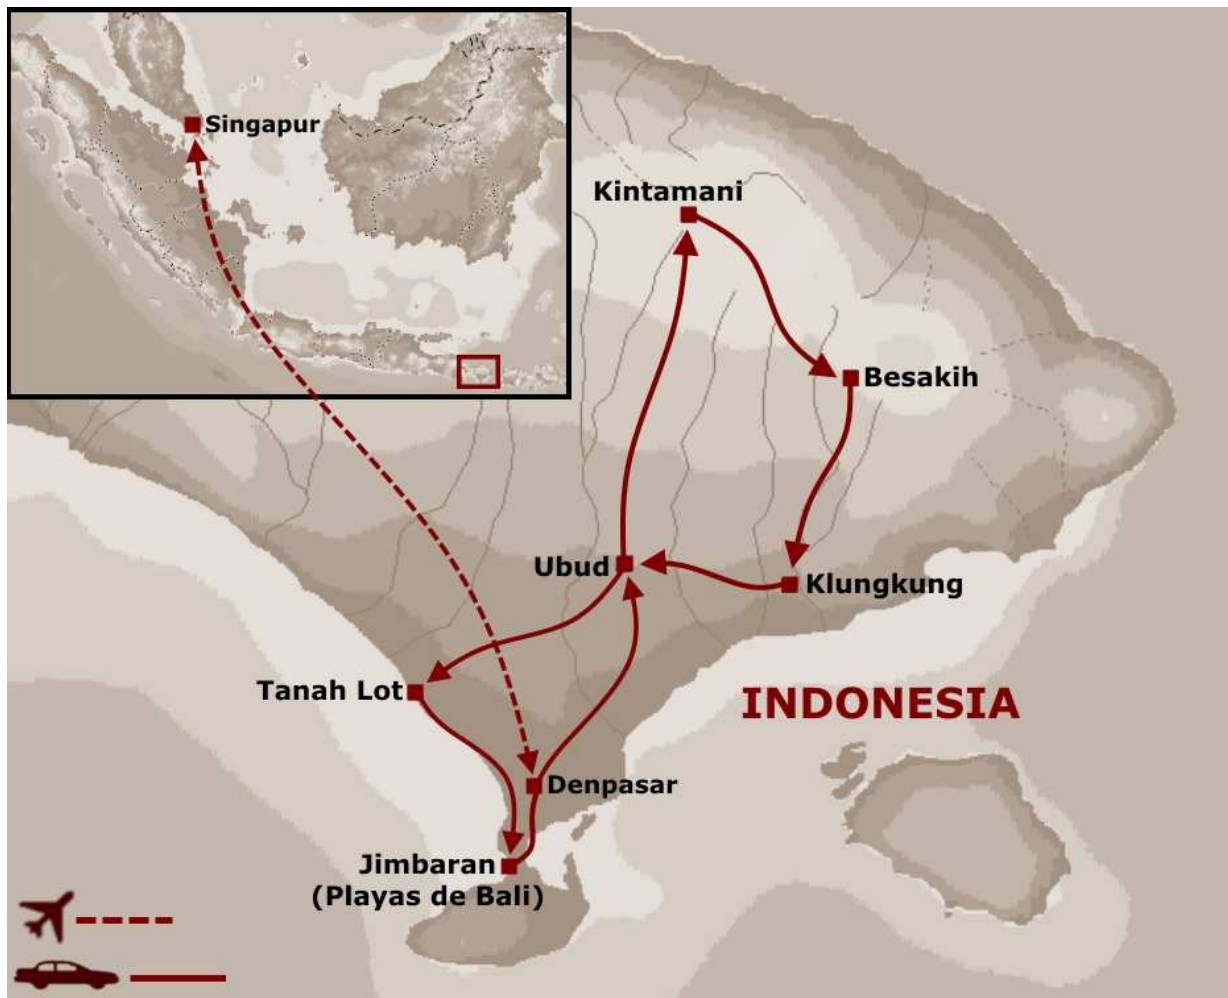 Singapur
Kintamani
Besakih
Ubud
Klungkung
Tanah Lot
INDONESIA
Denpasar
Jimbaran
(Playas de Bali)